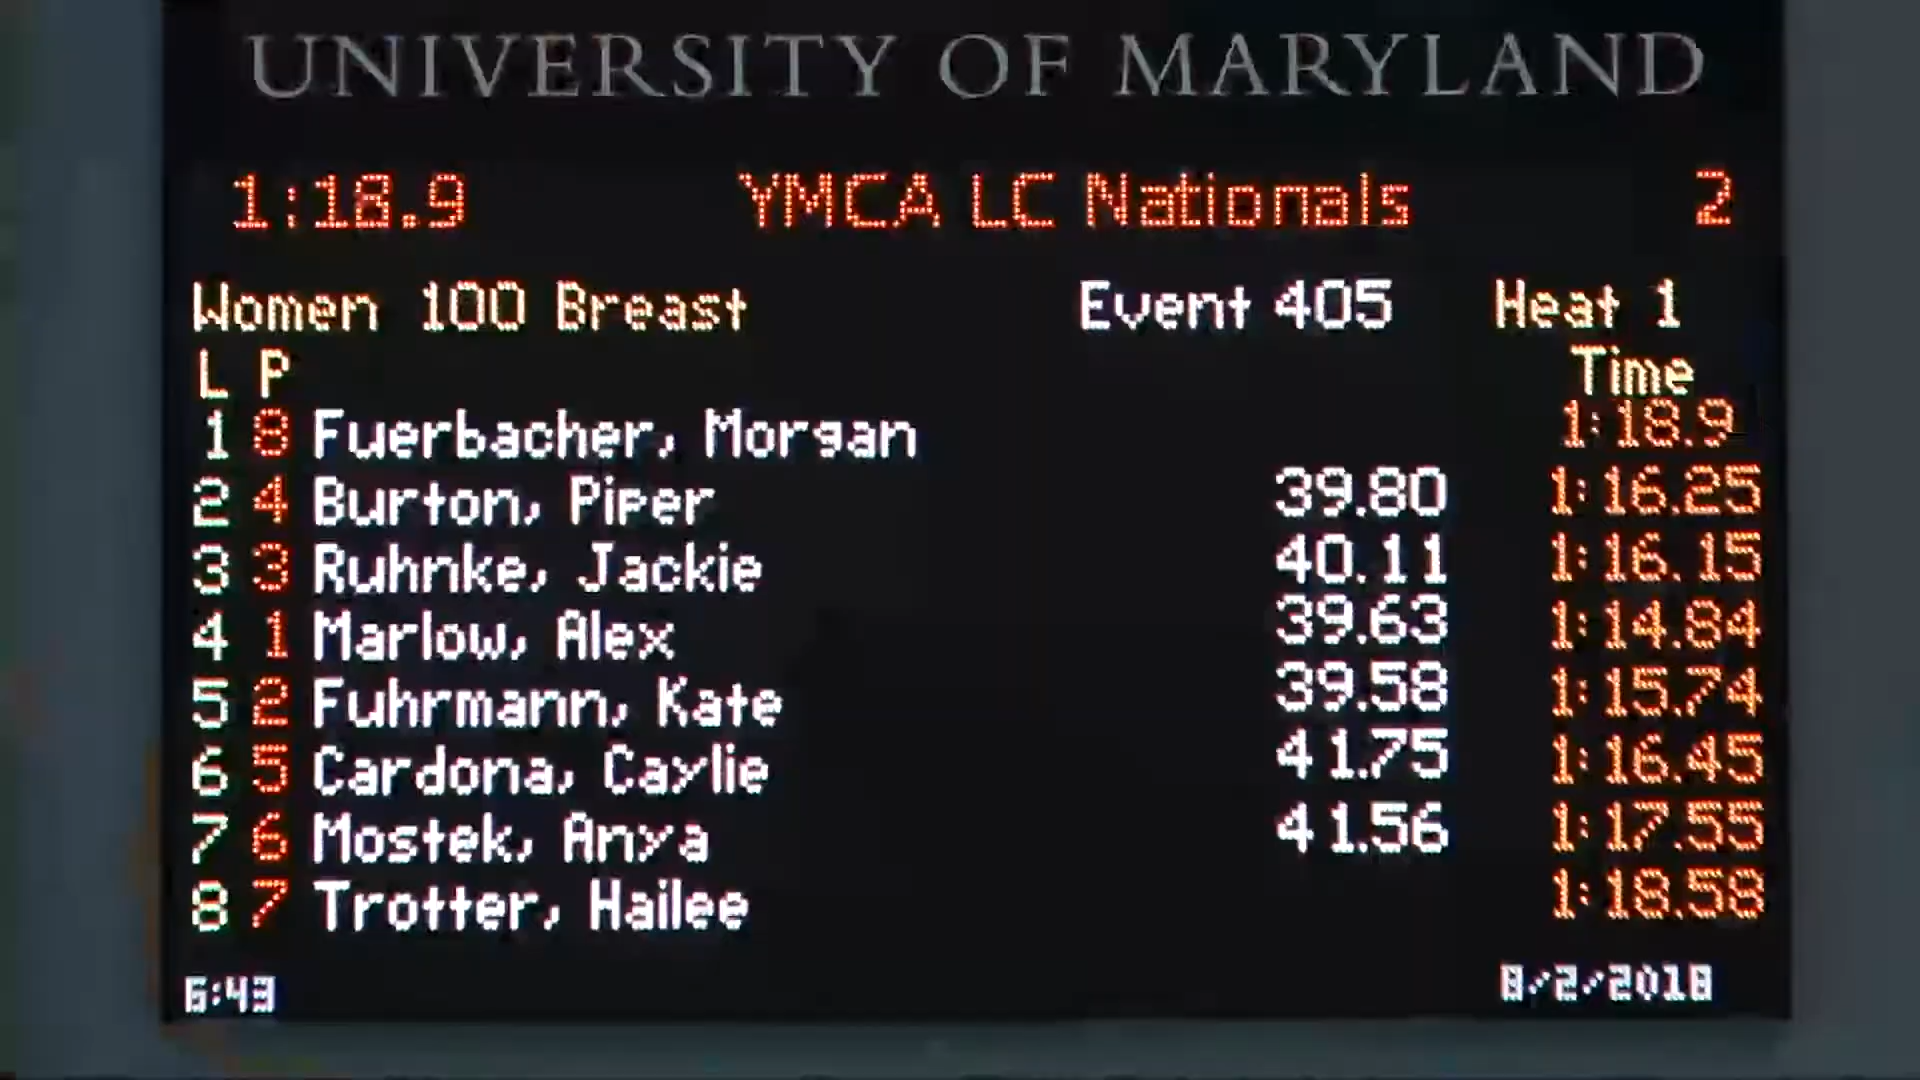 UNIVERSITY OF MARYLAND
1:18.9 YMCA LC Nationals 2
Women 100 Breast Event 405 Heat 1
L P Time
1 8 Fuerbacher, Morgan 1:18.9
2 4 Burton, Piper 39.80 1:16.25
3 3 Ruhnke, Jackie 40.11 1:16.15
4 1 Marlow, Alex 39.63 1:14.84
5 2 Fuhrmann, Kate 39.58 1:15.74
6 5 Cardona, Caylie 41.75 1:16.45
7 6 Mostek, Anya 41.56 1:17.55
8 7 Trotter, Hailee 1:18.58
6:43 8/2/2018